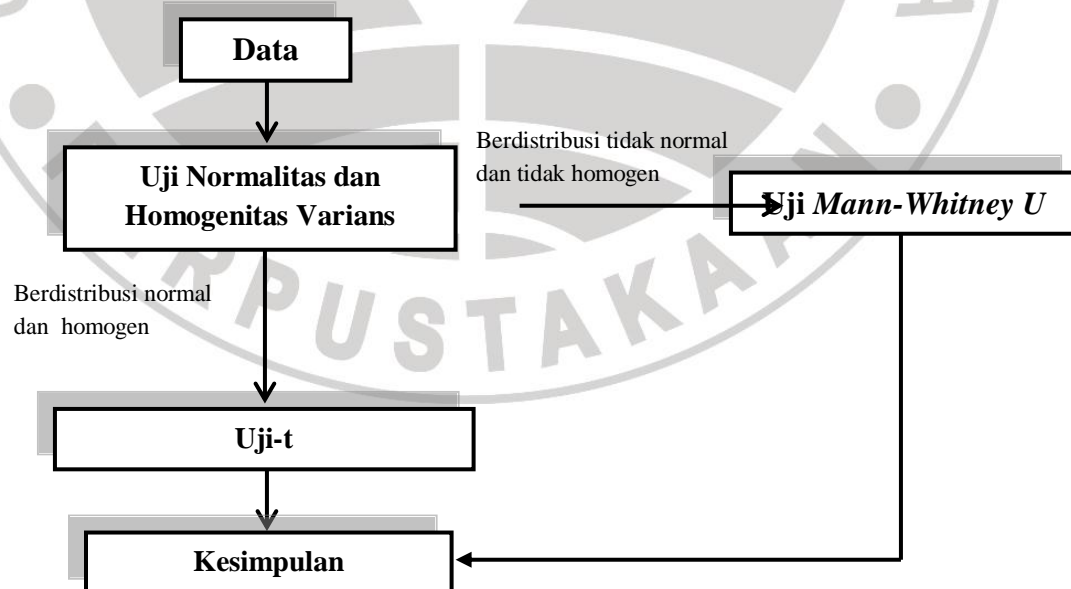 Data
Uji Normalitas dan
Homogenitas Varians
Berdistribusi tidak normal
dan tidak homogen
Uji Mann-Whitney U
Berdistribusi normal
dan homogen
Uji-t
Kesimpulan
PUSTAKAAN